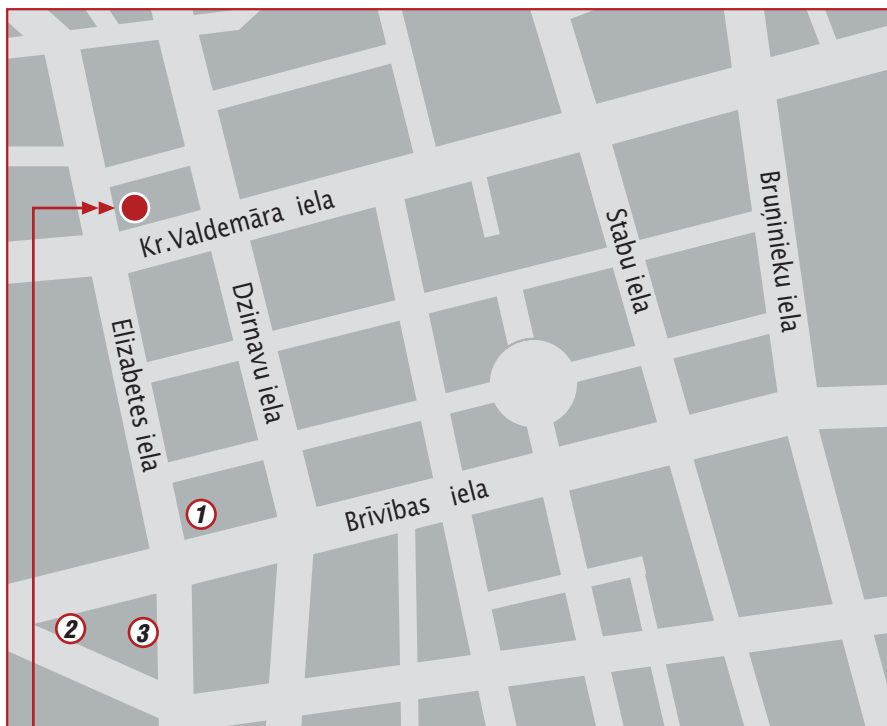 Kr.Valdemāra iela
Bruņinieku iela
Stabu iela
Dzirnavu iela
Elizabetes iela
Brīvības iela
1
2
3